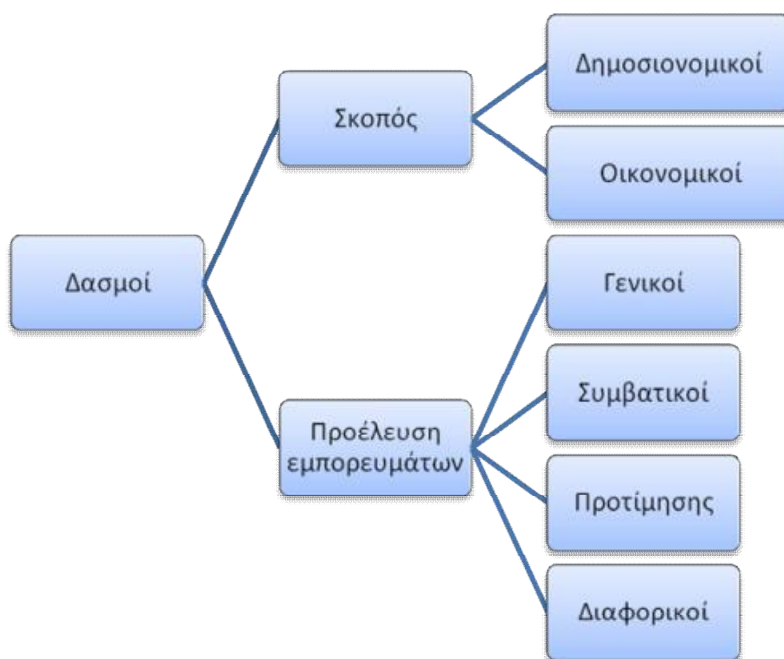 Δημοσιονομικοί
Σκοπός
Οικονομικοί
Δασμοί
Γενικοί
Συμβατικοί
Προέλευση
εμπορευμάτων
Προτίμησης
Διαφορικοί